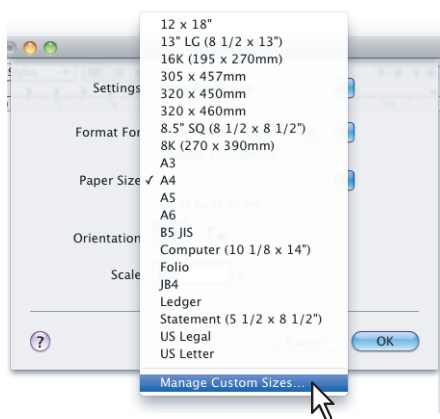 12 x 18"
13" LG (8 1/2 x 13")
16K (195 x 270mm)
305 x 457mm
320 x 450mm
Settings
320 x 460mm
8.5" SQ (8 1/2 x 8 1/2")
Format For
8K (270 x 390mm)
A3
Paper Size ✓ A4
A5
A6
B5 JIS
Orientation
Computer (10 1/8 x 14")
Folio
Scale
JB4
Ledger
Statement (5 1/2 x 8 1/2")
US Legal
? Cancel OK
US Letter
Manage Custom Sizes...